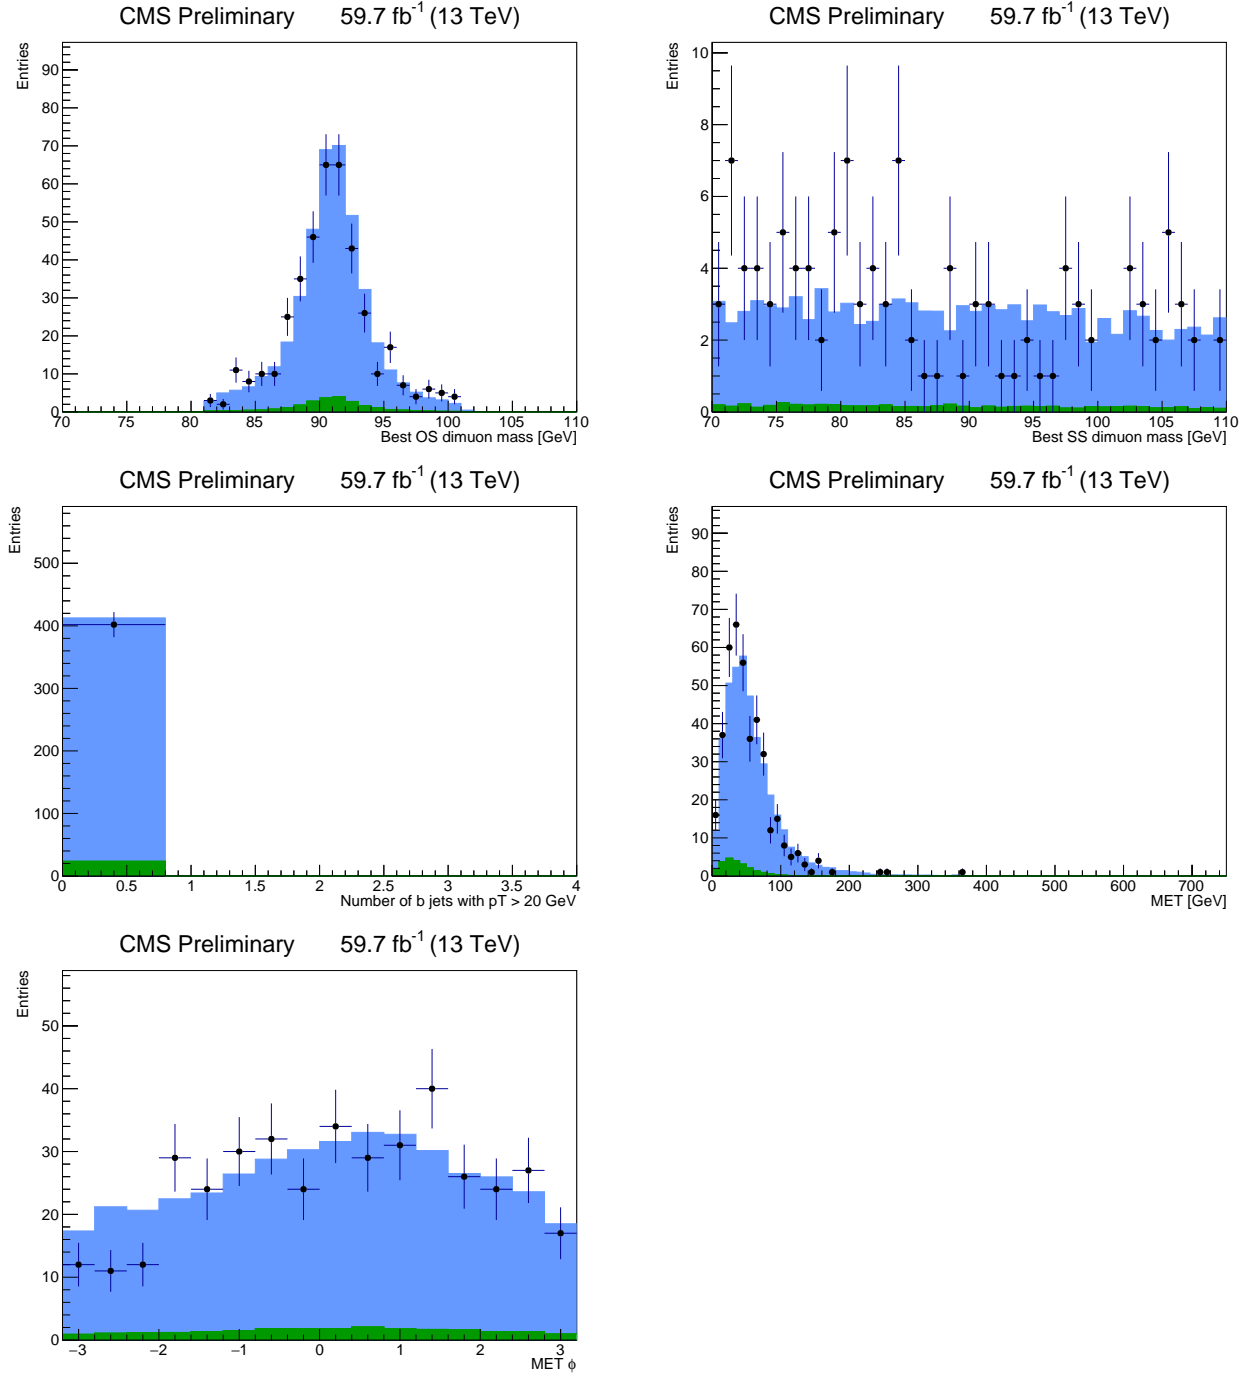 CMS Preliminary 59.7 fb⁻¹ (13 TeV)
Entries
90
80
70
60
50
40
30
20
10
0
70 75 80 85 90 95 100 105 110
Best OS dimuon mass [GeV]
CMS Preliminary 59.7 fb⁻¹ (13 TeV)
Entries
10
8
6
4
2
0
70 75 80 85 90 95 100 105 110
Best SS dimuon mass [GeV]
CMS Preliminary 59.7 fb⁻¹ (13 TeV)
Entries
500
400
300
200
100
0
0 0.5 1 1.5 2 2.5 3 3.5 4
Number of b jets with pT > 20 GeV
CMS Preliminary 59.7 fb⁻¹ (13 TeV)
Entries
90
80
70
60
50
40
30
20
10
0
0 100 200 300 400 500 600 700
MET [GeV]
CMS Preliminary 59.7 fb⁻¹ (13 TeV)
Entries
50
40
30
20
10
0
−3 −2 −1 0 1 2 3
MET ϕ